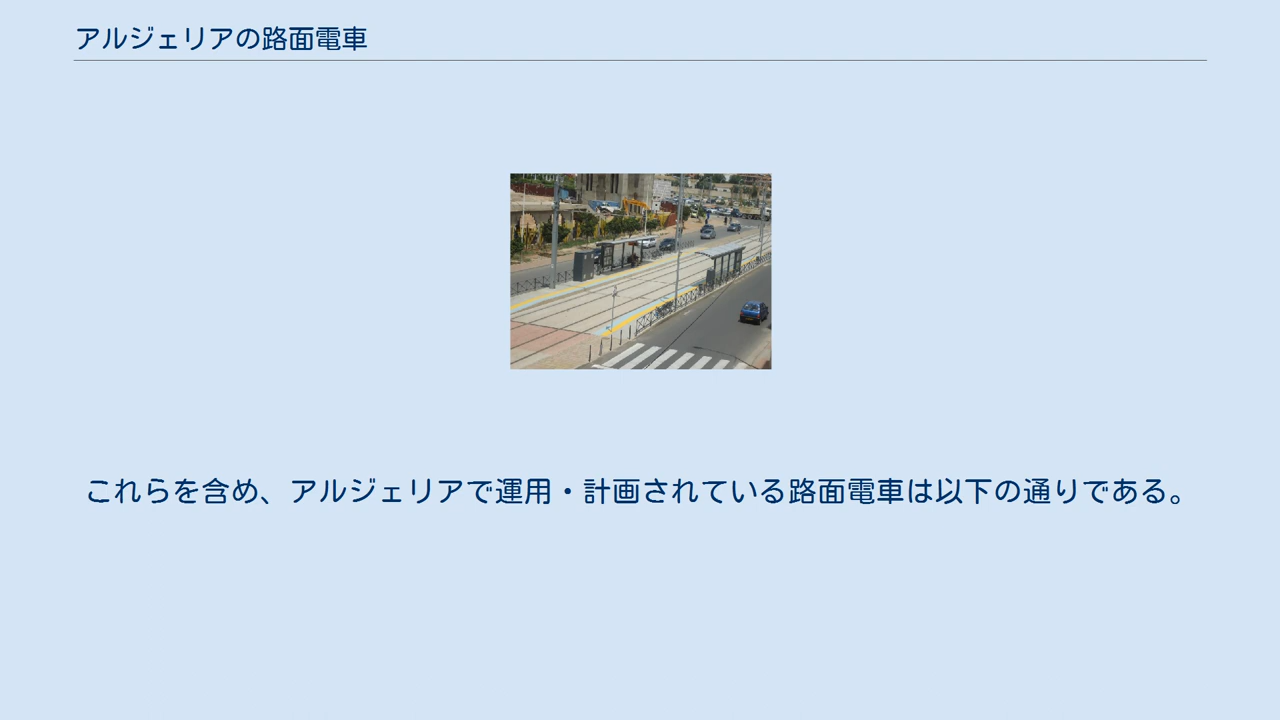 アルジェリアの路面電車
これらを含め、アルジェリアで運用・計画されている路面電車は以下の通りである。